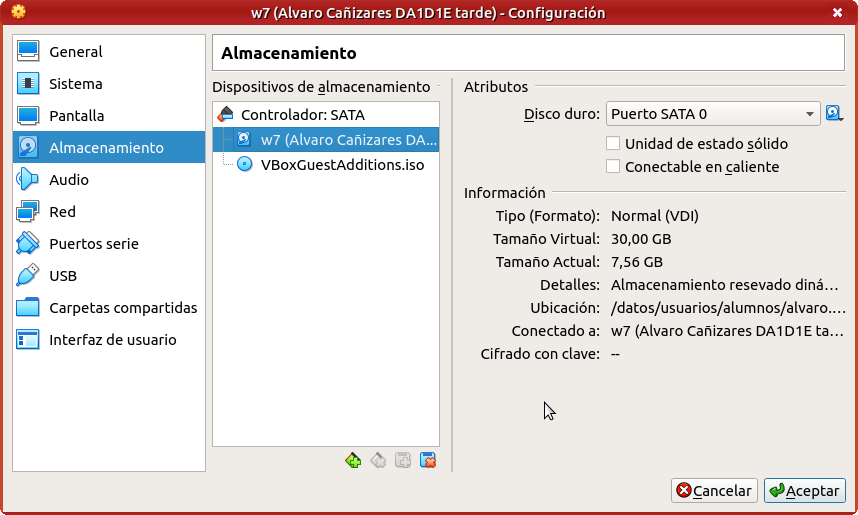 w7 (Alvaro Cañizares DA1D1E tarde) - Configuración
General
Sistema
Pantalla
Almacenamiento
Audio
Red
Puertos serie
USB
Carpetas compartidas
Interfaz de usuario
Almacenamiento
Dispositivos de almacenamiento
Controlador: SATA
w7 (Alvaro Cañizares DA...
VBoxGuestAdditions.iso
Atributos
Disco duro: Puerto SATA 0
Unidad de estado sólido
Conectable en caliente
Información
Tipo (Formato): Normal (VDI)
Tamaño Virtual: 30,00 GB
Tamaño Actual: 7,56 GB
Detalles: Almacenamiento resevado diná...
Ubicación: /datos/usuarios/alumnos/alvaro....
Conectado a: w7 (Alvaro Cañizares DA1D1E ta...
Cifrado con clave: --
Cancelar
Aceptar